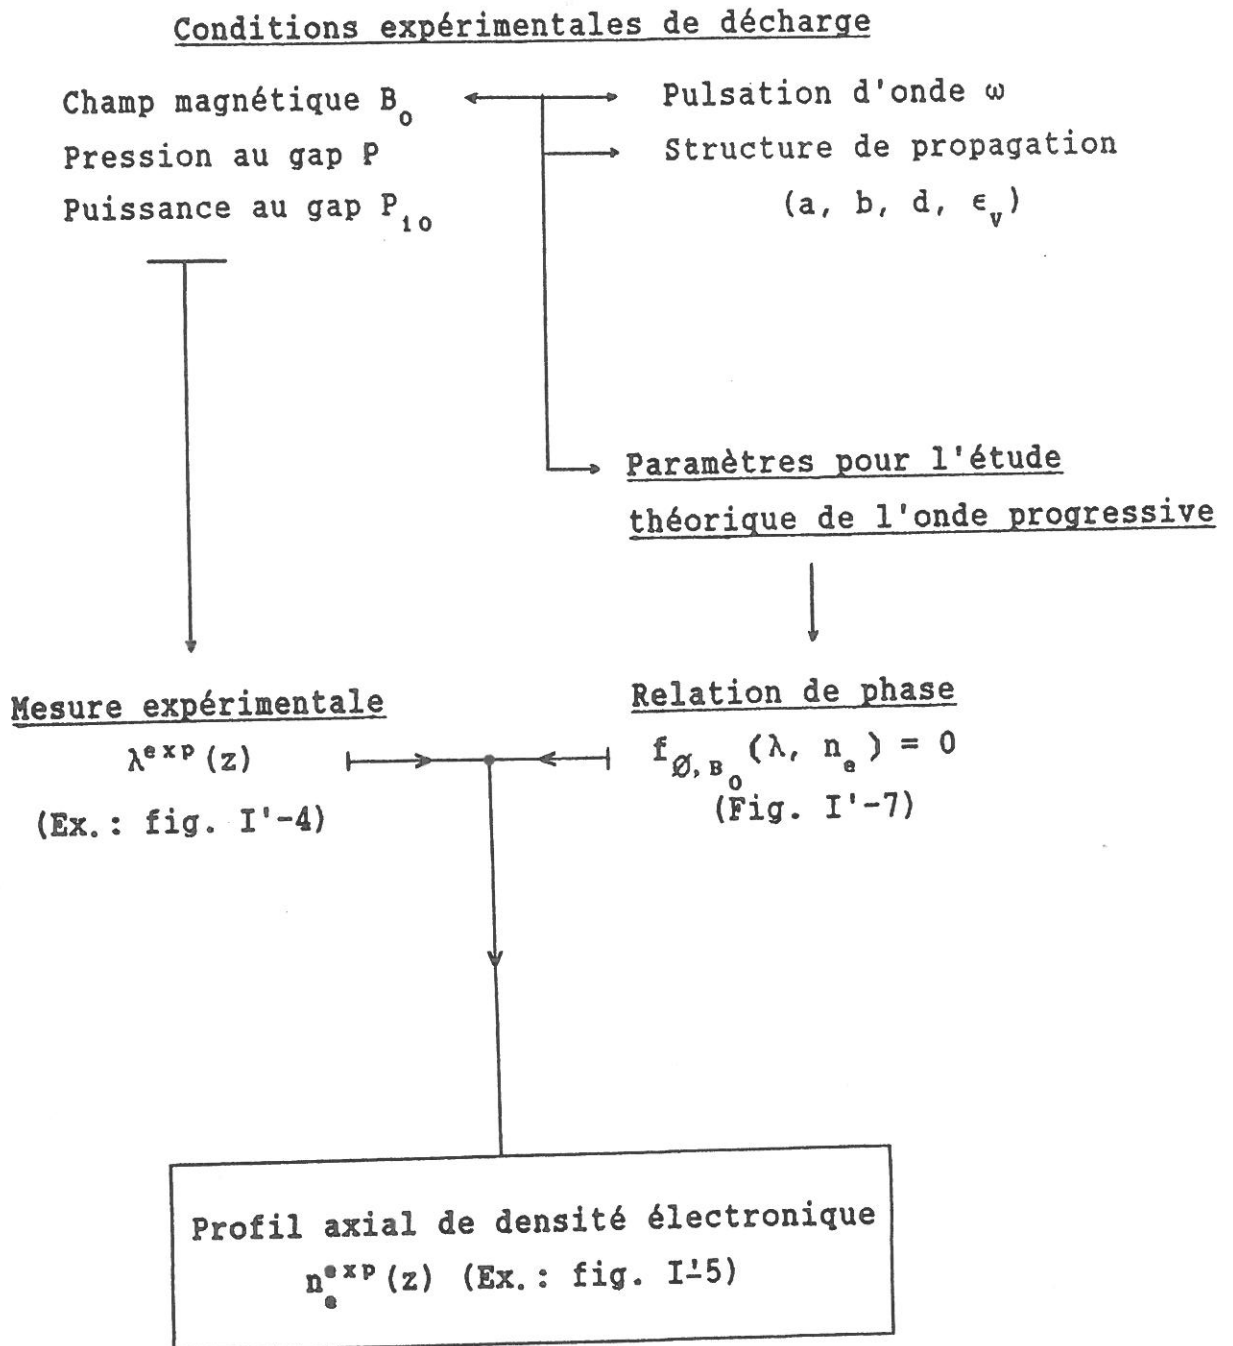 Conditions expérimentales de décharge
Champ magnétique B₀
Pulsation d'onde ω
Pression au gap P
Structure de propagation
Puissance au gap P₁₀
(a, b, d, ϵᵥ)
Paramètres pour l'étude
théorique de l'onde progressive
Mesure expérimentale
Relation de phase
λᵉˣᵖ(z)
f_Ø,B₀ (λ, nₑ) = 0
(Ex.: fig. I'-4)
(Fig. I'-7)
Profil axial de densité électronique
nₑᵉˣᵖ(z) (Ex.: fig. I'-5)